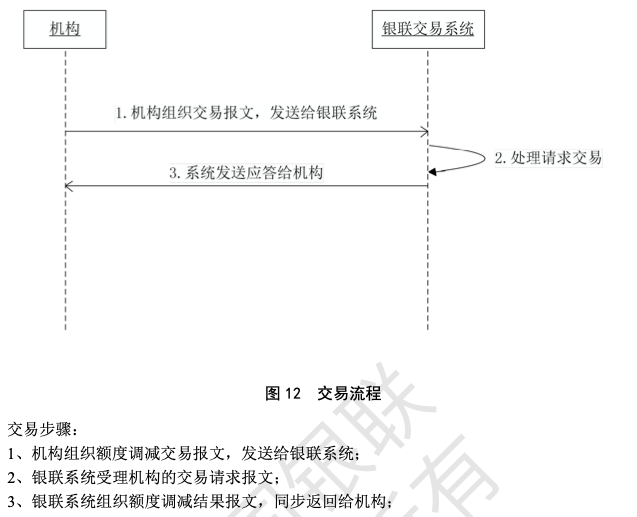 机构
银联交易系统
1.机构组织交易报文，发送给银联系统
2.处理请求交易
3.系统发送应答给机构
图 12 交易流程
交易步骤：
1、机构组织额度调减交易报文，发送给银联系统；
2、银联系统受理机构的交易请求报文；
3、银联系统组织额度调减结果报文，同步返回给机构；
银联
有